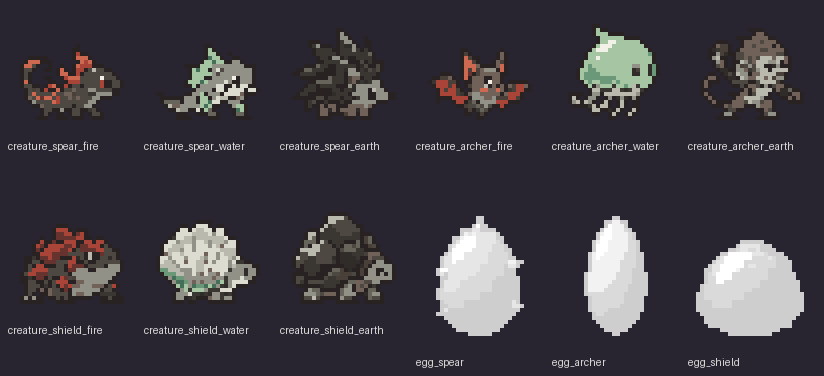 creature_spear_fire
creature_spear_water
creature_spear_earth
creature_archer_fire
creature_archer_water
creature_archer_earth
creature_shield_fire
creature_shield_water
creature_shield_earth
egg_spear
egg_archer
egg_shield